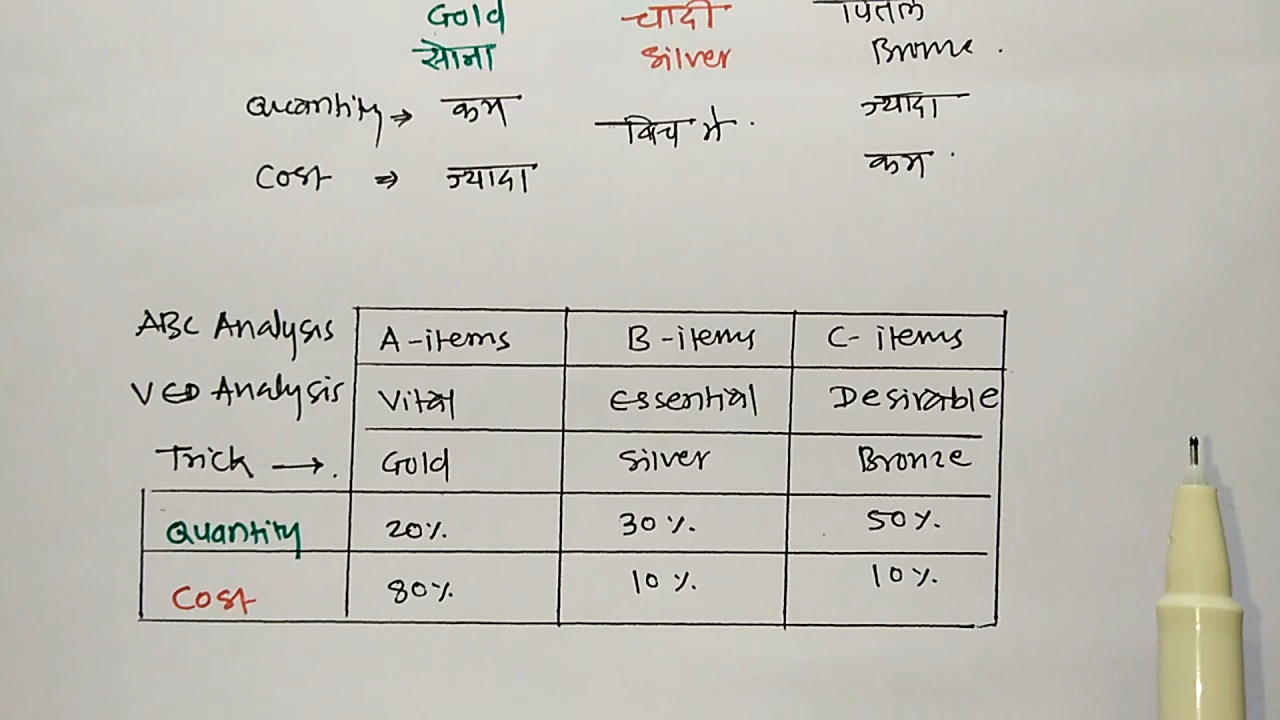 Gold चादी पितल
सोना Silver Bronze.
Quantity ⇒ कम बिच मे. ज्यादा
Cost ⇒ ज्यादा कम.
ABC Analysis A-items B-items C-items
VED Analysis Vital Essential Desirable
Trick →. Gold Silver Bronze
Quantity 20% 30% 50%
Cost 80% 10% 10%